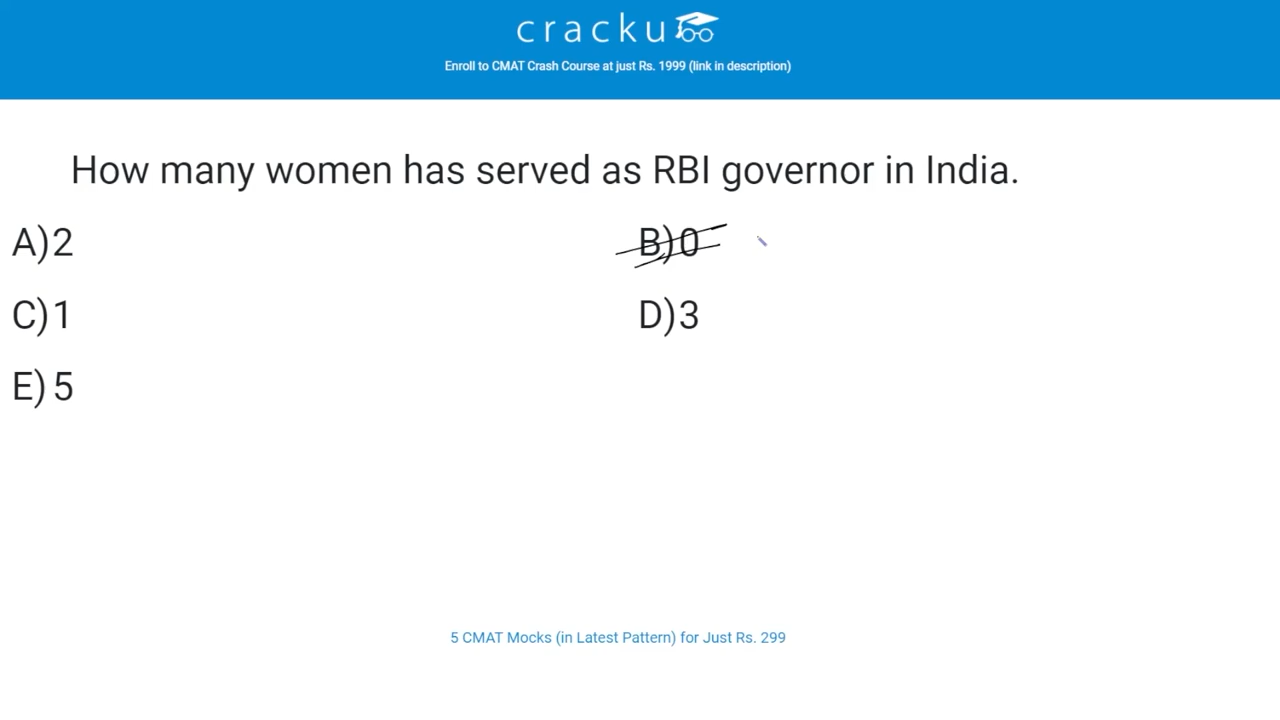 cracku
Enroll to CMAT Crash Course at just Rs. 1999 (link in description)
How many women has served as RBI governor in India.
A)2
B)0
C)1
D)3
E)5
5 CMAT Mocks (in Latest Pattern) for Just Rs. 299